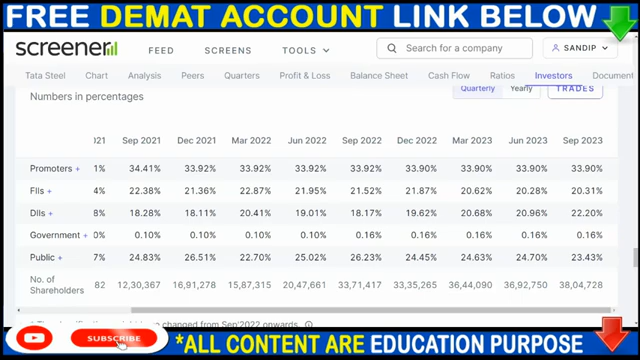 FREE DEMAT ACCOUNT LINK BELOW
screener FEED SCREENS TOOLS Search for a company SANDIP
Tata Steel Chart Analysis Peers Quarters Profit & Loss Balance Sheet Cash Flow Ratios Investors Document
Numbers in percentages Quarterly Yearly TRADES
2021 Sep 2021 Dec 2021 Mar 2022 Jun 2022 Sep 2022 Dec 2022 Mar 2023 Jun 2023 Sep 2023
Promoters + 1% 34.41% 33.92% 33.92% 33.92% 33.92% 33.90% 33.90% 33.90% 33.90%
FIIs + 4% 22.38% 21.36% 22.87% 21.95% 21.52% 21.87% 20.62% 20.28% 20.31%
DIIs + 8% 18.28% 18.11% 20.41% 19.01% 18.17% 19.62% 20.68% 20.96% 22.20%
Government + 0% 0.10% 0.10% 0.10% 0.10% 0.16% 0.16% 0.16% 0.16% 0.16%
Public + 7% 24.83% 26.51% 22.70% 25.02% 26.23% 24.45% 24.63% 24.70% 23.43%
No. of
Shareholders 82 12,30,367 16,91,278 15,87,315 20,47,661 33,71,417 33,35,265 36,44,090 36,92,750 38,04,728
changed from Sep'2022 onwards.
SUBSCRIBE *ALL CONTENT ARE EDUCATION PURPOSE